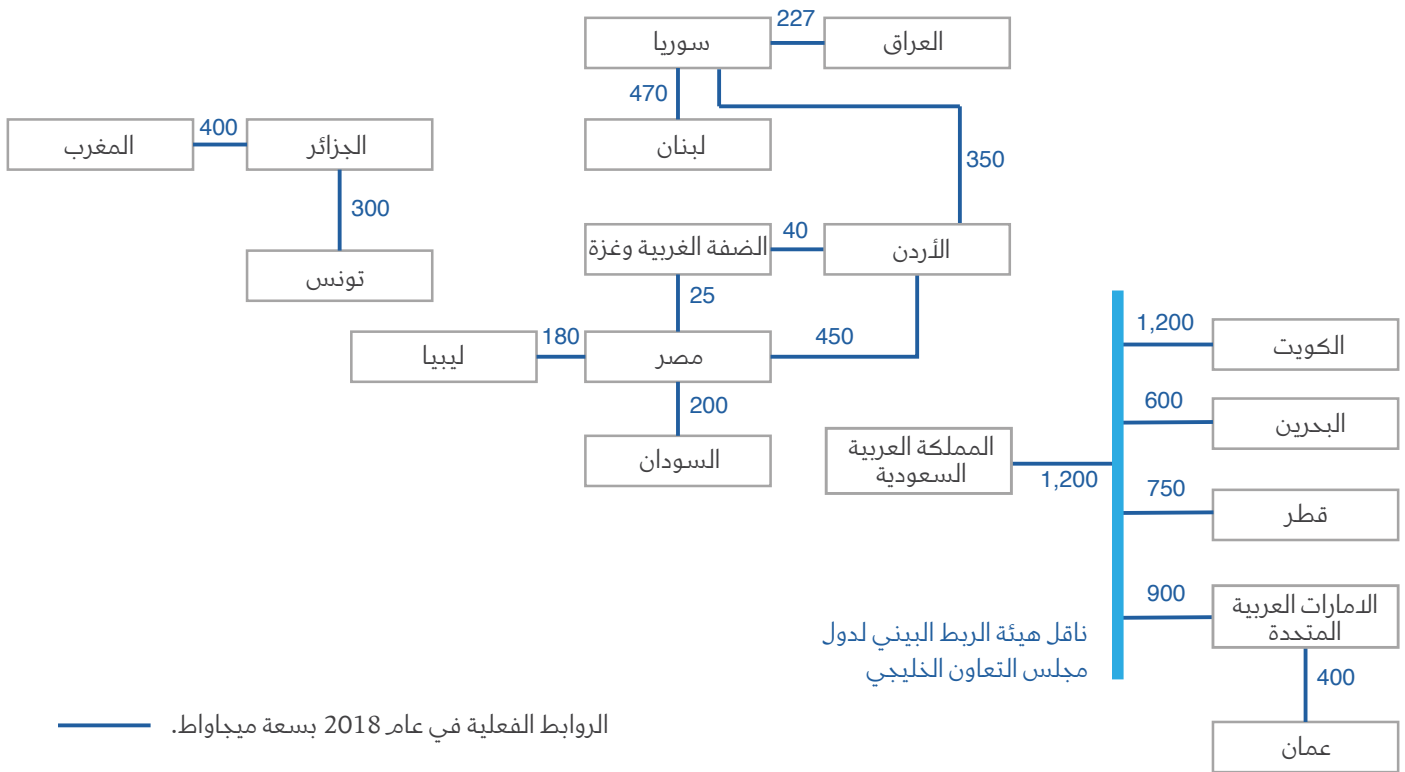 227
سوريا
العراق
470
400
المغرب
الجزائر
لبنان
350
300
40
الضفة الغربية وغزة
الأردن
تونس
25
180
450
ليبيا
مصر
1,200
الكويت
200
600
البحرين
المملكة العربية
السعودية
السودان
1,200
750
قطر
900
الامارات العربية
المتحدة
ناقل هيئة الربط البيني لدول
مجلس التعاون الخليجي
400
عمان
الروابط الفعلية في عام 2018 بسعة ميجاواط.